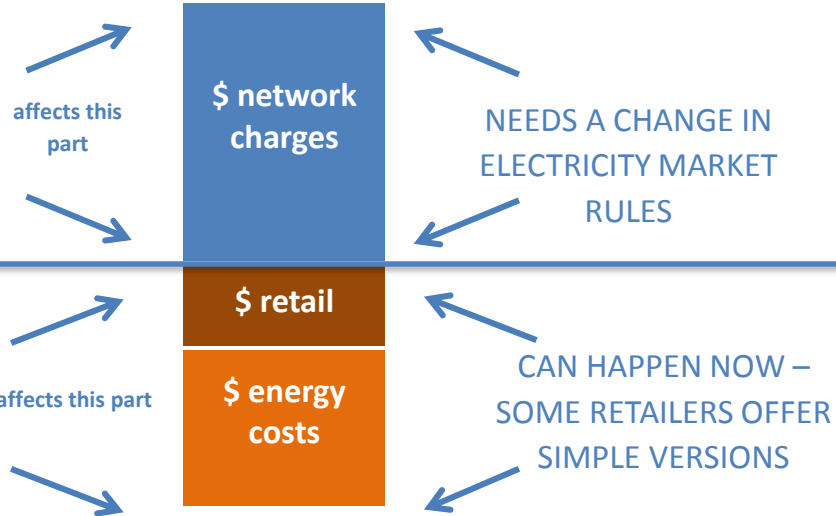 affects this
part
$ network
charges
NEEDS A CHANGE IN
ELECTRICITY MARKET
RULES
$ retail
affects this part
$ energy
costs
CAN HAPPEN NOW –
SOME RETAILERS OFFER
SIMPLE VERSIONS